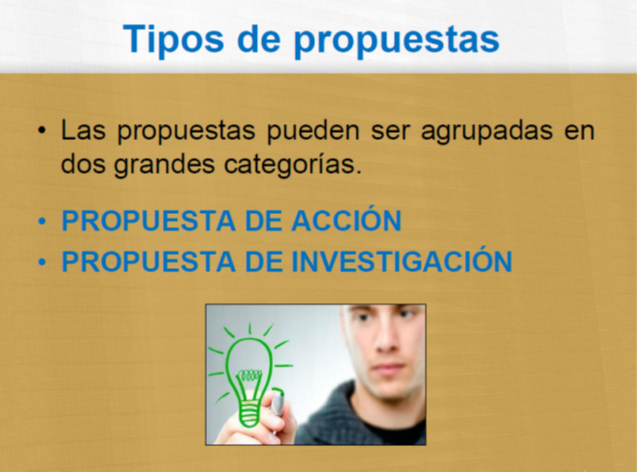 Tipos de propuestas
• Las propuestas pueden ser agrupadas en
dos grandes categorías.
• PROPUESTA DE ACCIÓN
• PROPUESTA DE INVESTIGACIÓN